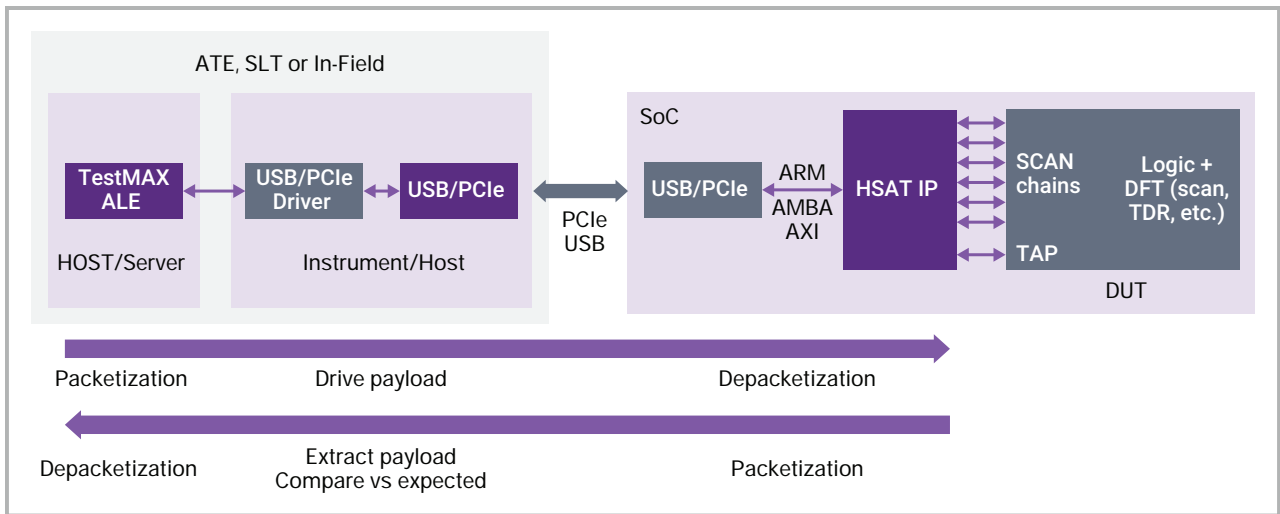 ATE, SLT or In-Field
TestMAX
ALE
HOST/Server
USB/PCIe
Driver
USB/PCIe
Instrument/Host
PCIe
USB
SoC
USB/PCIe
ARM
AMBA
AXI
HSAT IP
SCAN
chains
TAP
Logic +
DFT (scan,
TDR, etc.)
DUT
Packetization
Drive payload
Depacketization
Depacketization
Extract payload
Compare vs expected
Packetization